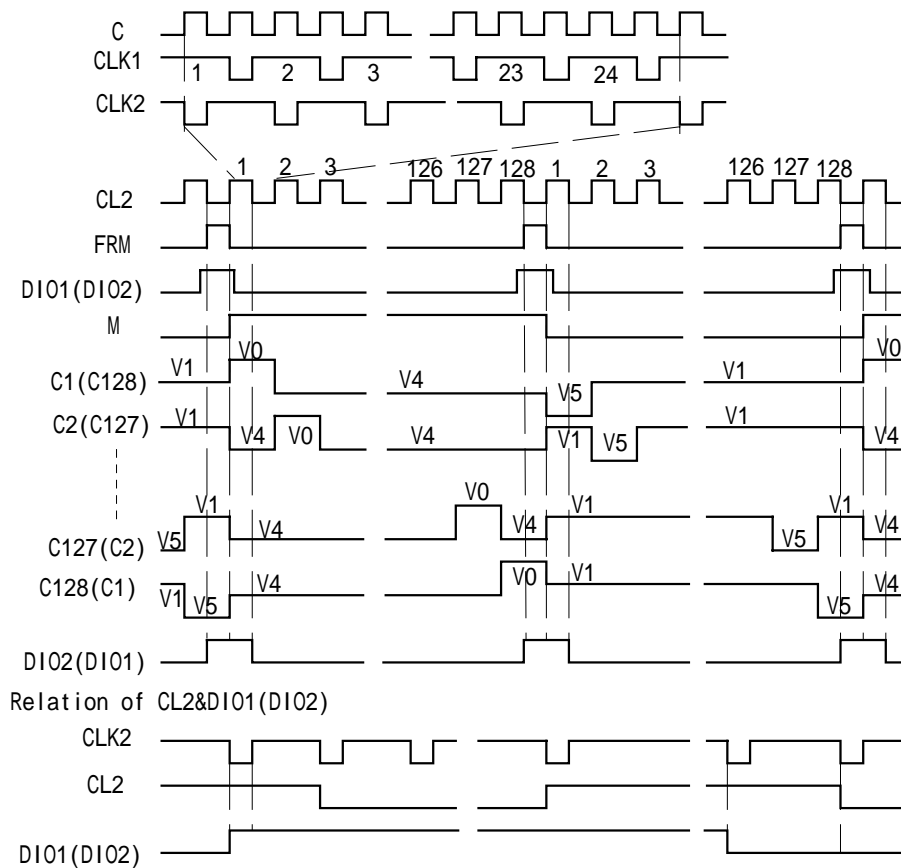 C
CLK1
1 2 3 23 24
CLK2
1 2 3 126 127 128 1 2 3 126 127 128
CL2
FRM
DIO1(DIO2)
M
V1 V0 V4 V5 V1 V0
C1(C128)
C2(C127)
V1 V4 V0 V4 V1 V5 V1 V4
V5 V1 V4 V0 V4 V1 V5 V1 V4
C127(C2)
C128(C1)
V1 V5 V4 V0 V1 V5 V4
DIO2(DIO1)
Relation of CL2&DIO1(DIO2)
CLK2
CL2
DIO1(DIO2)